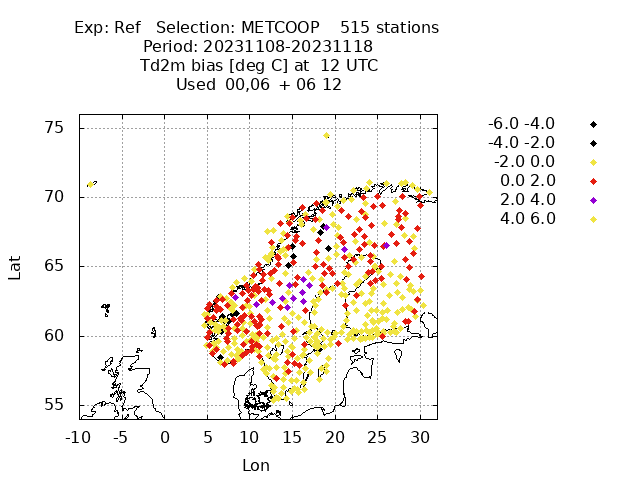 Exp: Ref   Selection: METCOOP    515 stations
Period: 20231108-20231118
Td2m bias [deg C] at  12 UTC
Used  00,06  + 06 12
-6.0 -4.0
-4.0 -2.0
-2.0 0.0
0.0 2.0
2.0 4.0
4.0 6.0
75
70
65
60
55
Lat
-10 -5 0 5 10 15 20 25 30
Lon